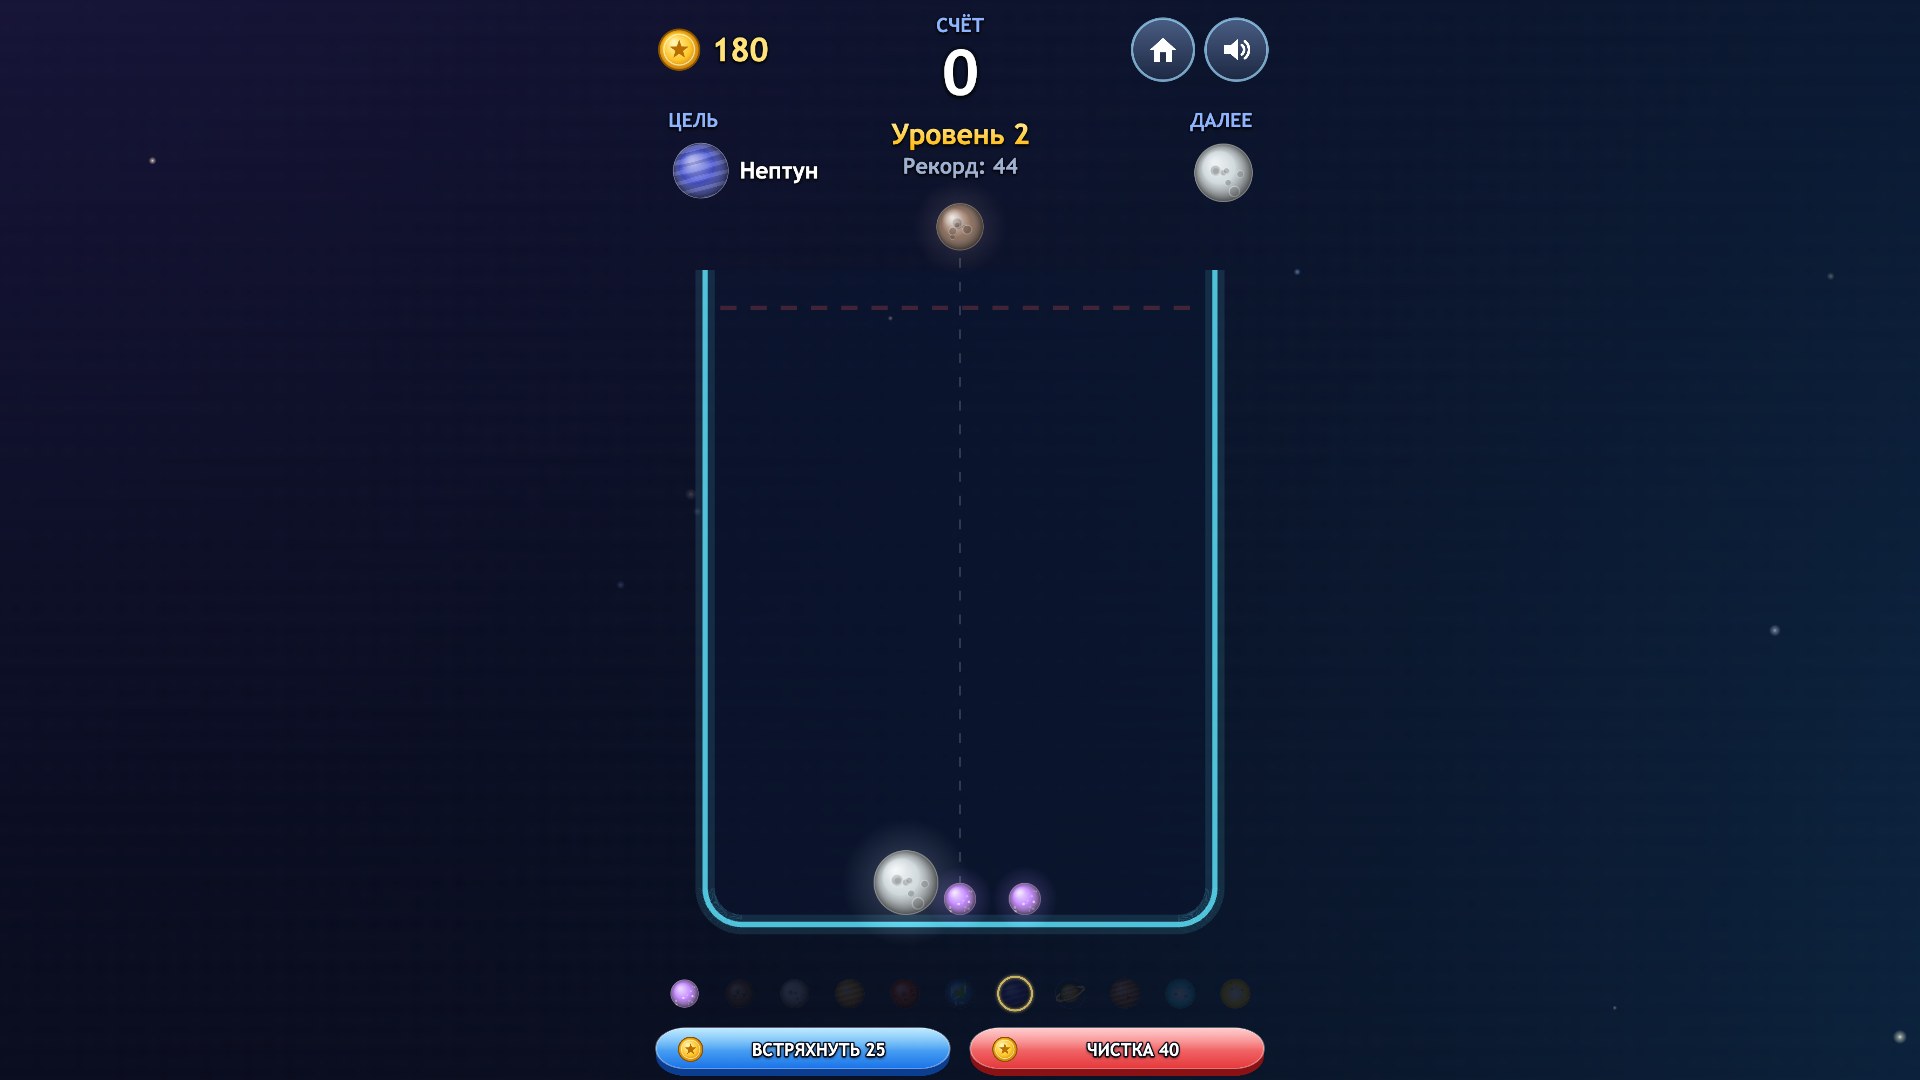 180
СЧЁТ
0
ЦЕЛЬ
Нептун
Уровень 2
Рекорд: 44
ДАЛЕЕ
ВСТРЯХНУТЬ 25
ЧИСТКА 40